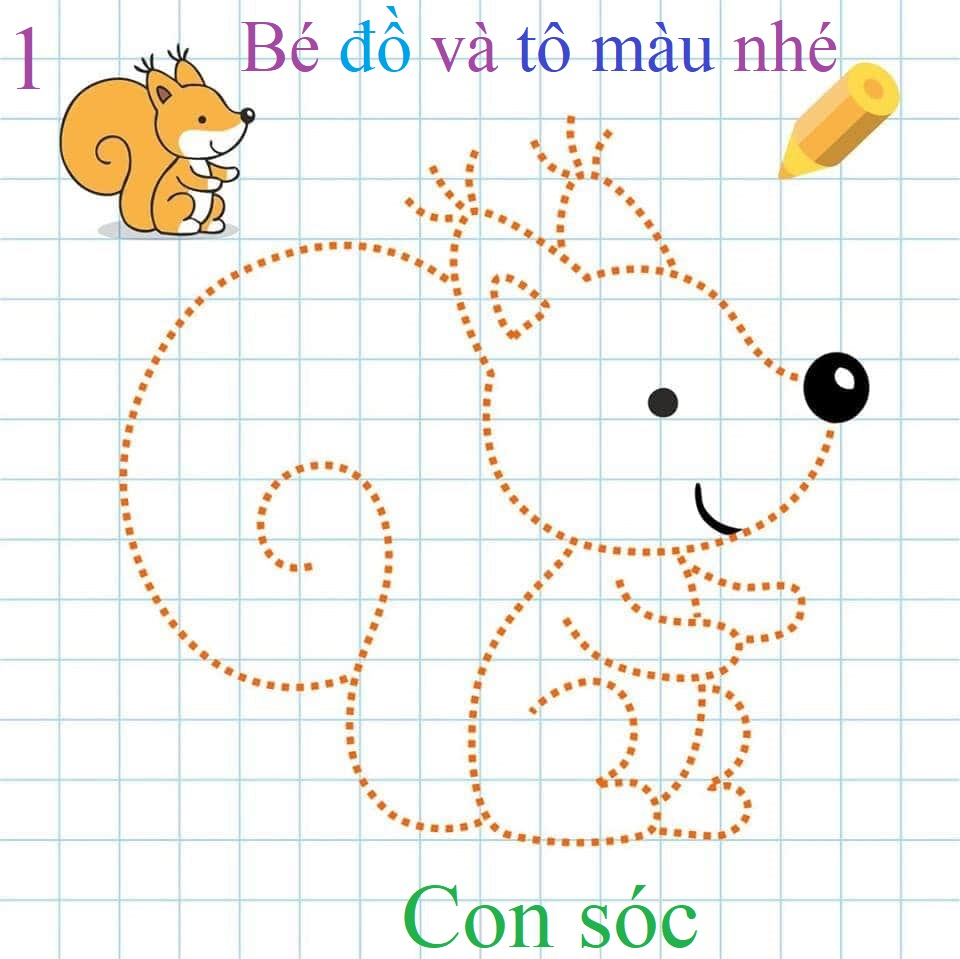 1
Bé đồ và tô màu nhé
Con sóc